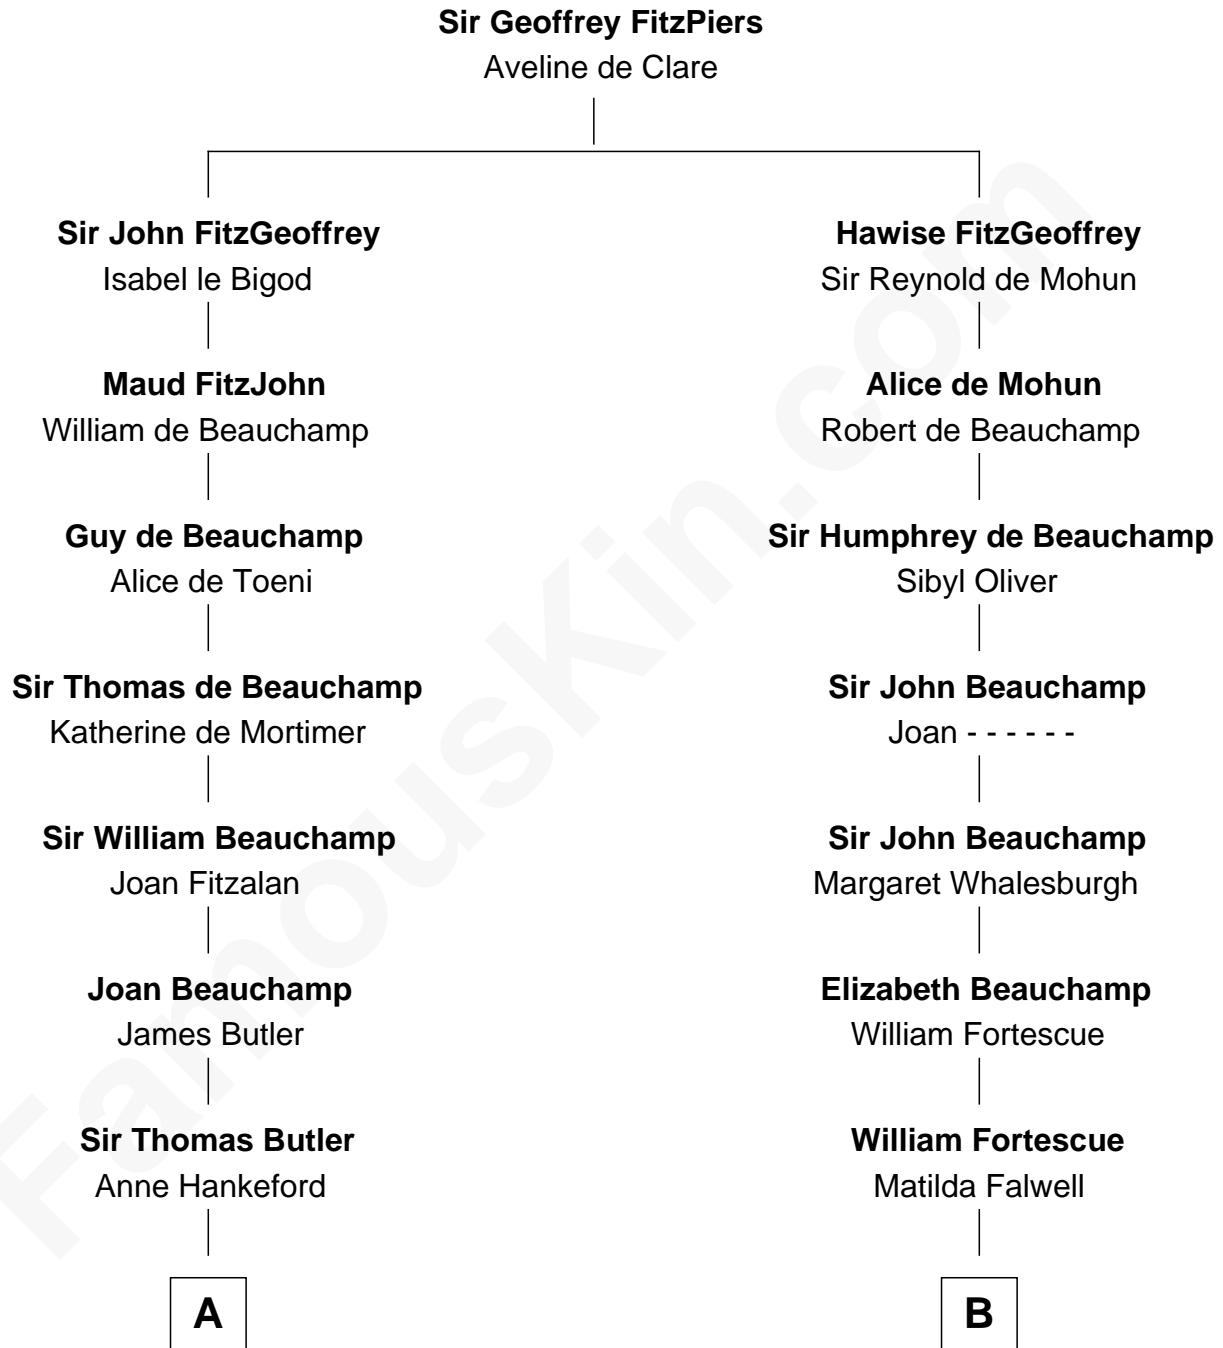 Sir Geoffrey FitzPiers
Aveline de Clare
Sir John FitzGeoffrey
Isabel le Bigod
Hawise FitzGeoffrey
Sir Reynold de Mohun
Maud FitzJohn
William de Beauchamp
Alice de Mohun
Robert de Beauchamp
Guy de Beauchamp
Alice de Toeni
Sir Humphrey de Beauchamp
Sibyl Oliver
Sir Thomas de Beauchamp
Katherine de Mortimer
Sir John Beauchamp
Joan - - - - - -
Sir William Beauchamp
Joan Fitzalan
Sir John Beauchamp
Margaret Whalesburgh
Joan Beauchamp
James Butler
Elizabeth Beauchamp
William Fortescue
Sir Thomas Butler
Anne Hankeford
William Fortescue
Matilda Falwell
A
B
FamousKin.com